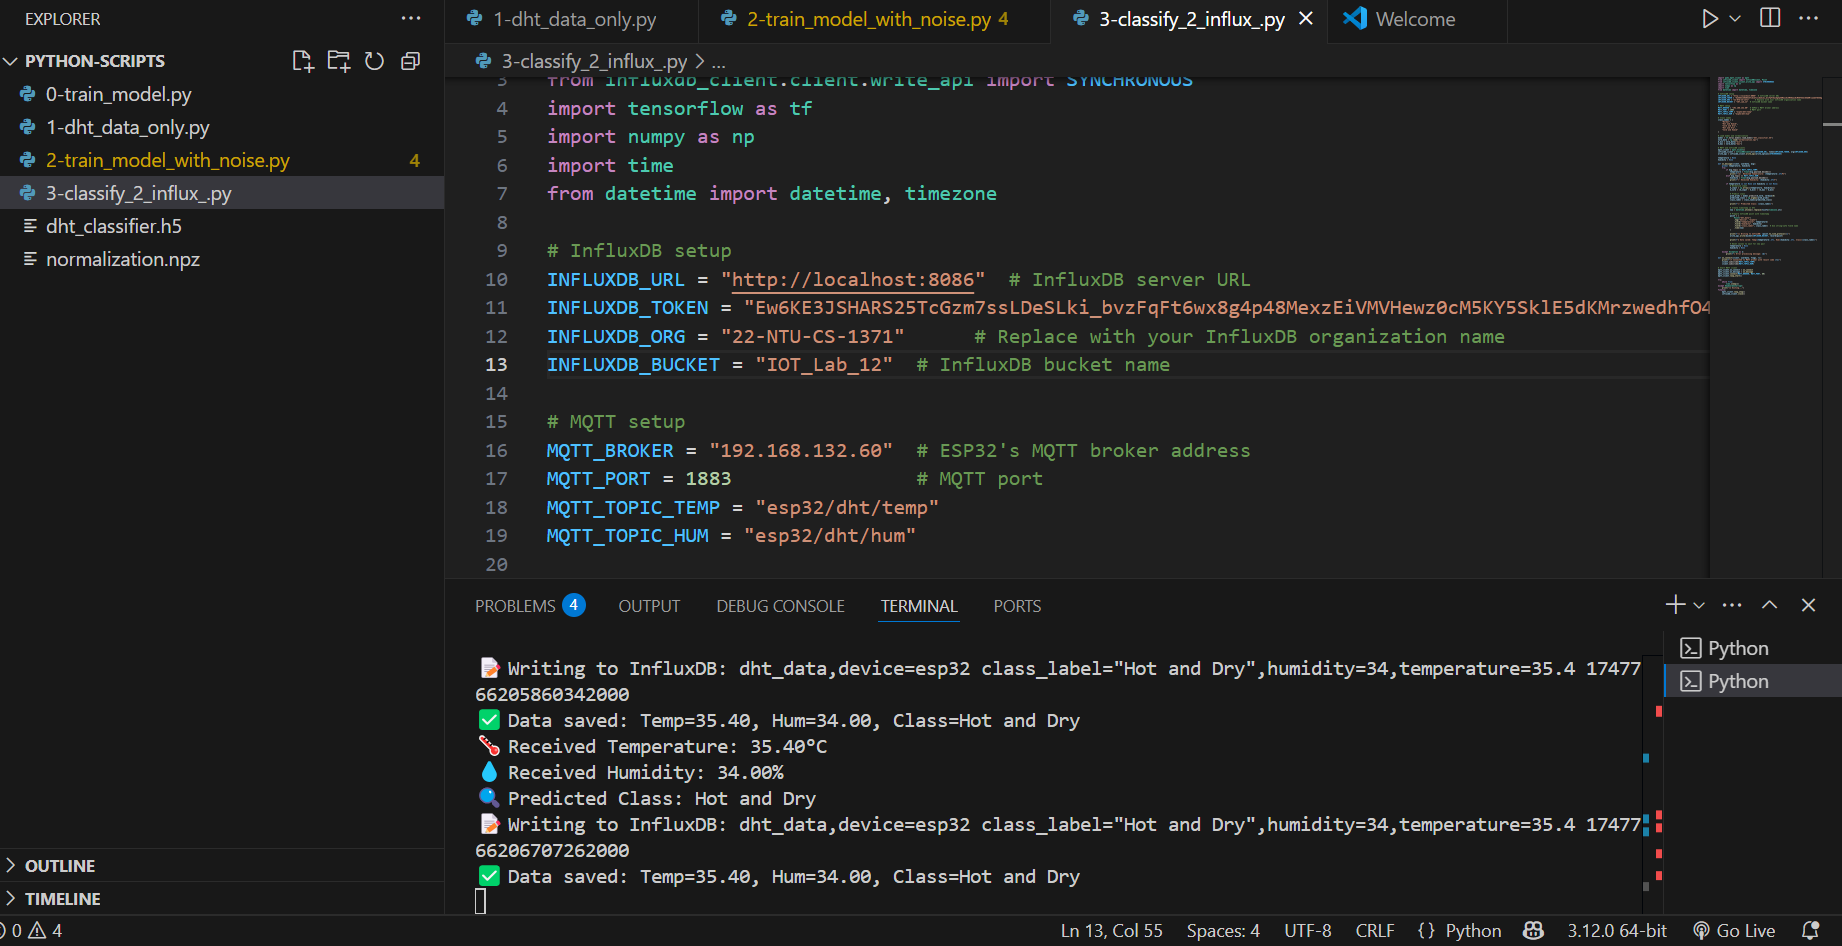 EXPLORER
PYTHON-SCRIPTS
0-train_model.py
1-dht_data_only.py
2-train_model_with_noise.py 4
3-classify_2_influx_.py
dht_classifier.h5
normalization.npz
OUTLINE
TIMELINE
1-dht_data_only.py
2-train_model_with_noise.py 4
3-classify_2_influx_.py
Welcome
3-classify_2_influx_.py > ...
3 from influxdb_client.client.write_api import SYNCHRONOUS
4 import tensorflow as tf
5 import numpy as np
6 import time
7 from datetime import datetime, timezone
8
9 # InfluxDB setup
10 INFLUXDB_URL = "http://localhost:8086"  # InfluxDB server URL
11 INFLUXDB_TOKEN = "Ew6KE3JSHARS25TcGzm7ssLDeSLki_bvzFqFt6wx8g4p48MexzEiVMVHewz0cM5KY5SklE5dKMrzwedhfO4
12 INFLUXDB_ORG = "22-NTU-CS-1371"      # Replace with your InfluxDB organization name
13 INFLUXDB_BUCKET = "IOT_Lab_12"  # InfluxDB bucket name
14
15 # MQTT setup
16 MQTT_BROKER = "192.168.132.60"  # ESP32's MQTT broker address
17 MQTT_PORT = 1883                # MQTT port
18 MQTT_TOPIC_TEMP = "esp32/dht/temp"
19 MQTT_TOPIC_HUM = "esp32/dht/hum"
20
PROBLEMS 4 OUTPUT DEBUG CONSOLE TERMINAL PORTS
Writing to InfluxDB: dht_data,device=esp32 class_label="Hot and Dry",humidity=34,temperature=35.4 17477
66205860342000
Data saved: Temp=35.40, Hum=34.00, Class=Hot and Dry
Received Temperature: 35.40°C
Received Humidity: 34.00%
Predicted Class: Hot and Dry
Writing to InfluxDB: dht_data,device=esp32 class_label="Hot and Dry",humidity=34,temperature=35.4 17477
66206707262000
Data saved: Temp=35.40, Hum=34.00, Class=Hot and Dry
Python
Python
0 4
Ln 13, Col 55 Spaces: 4 UTF-8 CRLF {} Python 3.12.0 64-bit Go Live